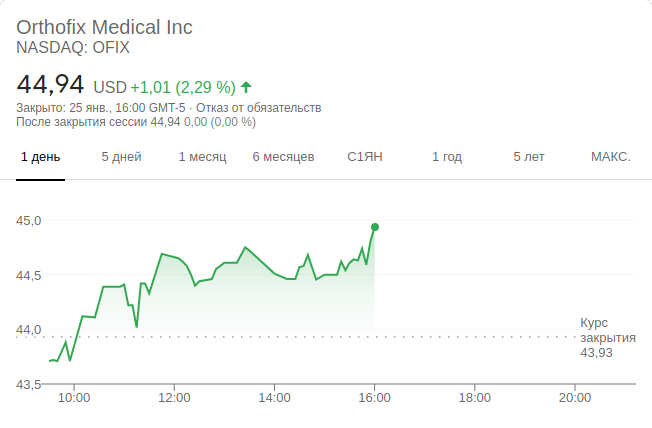 Orthofix Medical Inc
NASDAQ: OFIX
44,94 USD +1,01 (2,29 %)
Закрыто: 25 янв., 16:00 GMT-5 · Отказ от обязательств
После закрытия сессии 44,94 0,00 (0,00 %)
1 день 5 дней 1 месяц 6 месяцев С1ЯН 1 год 5 лет МАКС.
45,0
44,5
44,0
Курс
закрытия
43,93
43,5
10:00 12:00 14:00 16:00 18:00 20:00